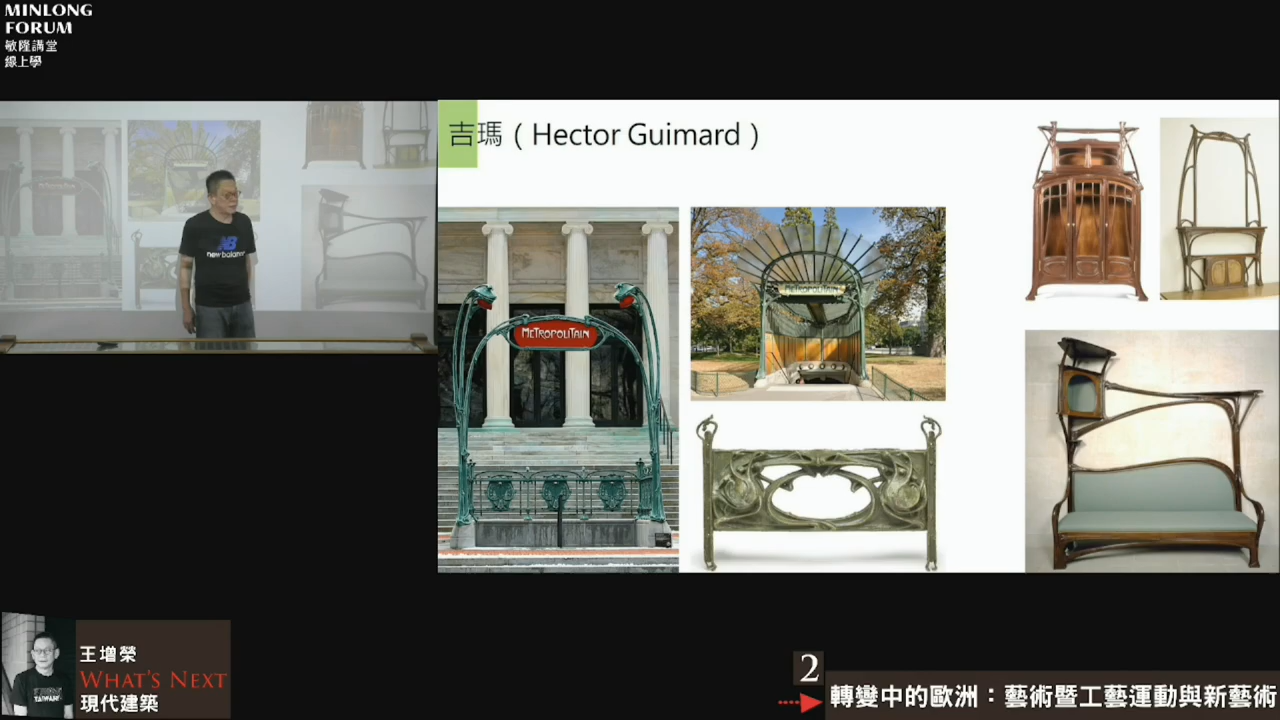 MINLONG
FORUM
敏隆講堂
線上學
吉瑪（Hector Guimard）
METROPOLITAIN
METROPOLITAIN
NB
new balance
王增榮
WHAT'S NEXT
現代建築
TAIWAN
2
轉變中的歐洲：藝術暨工藝運動與新藝術